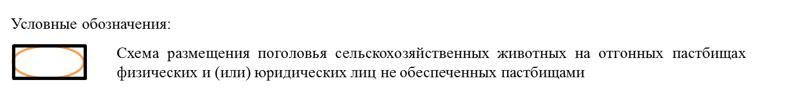 Условные обозначения:
Схема размещения поголовья сельскохозяйственных животных на отгонных пастбищах
физических и (или) юридических лиц не обеспеченных пастбищами